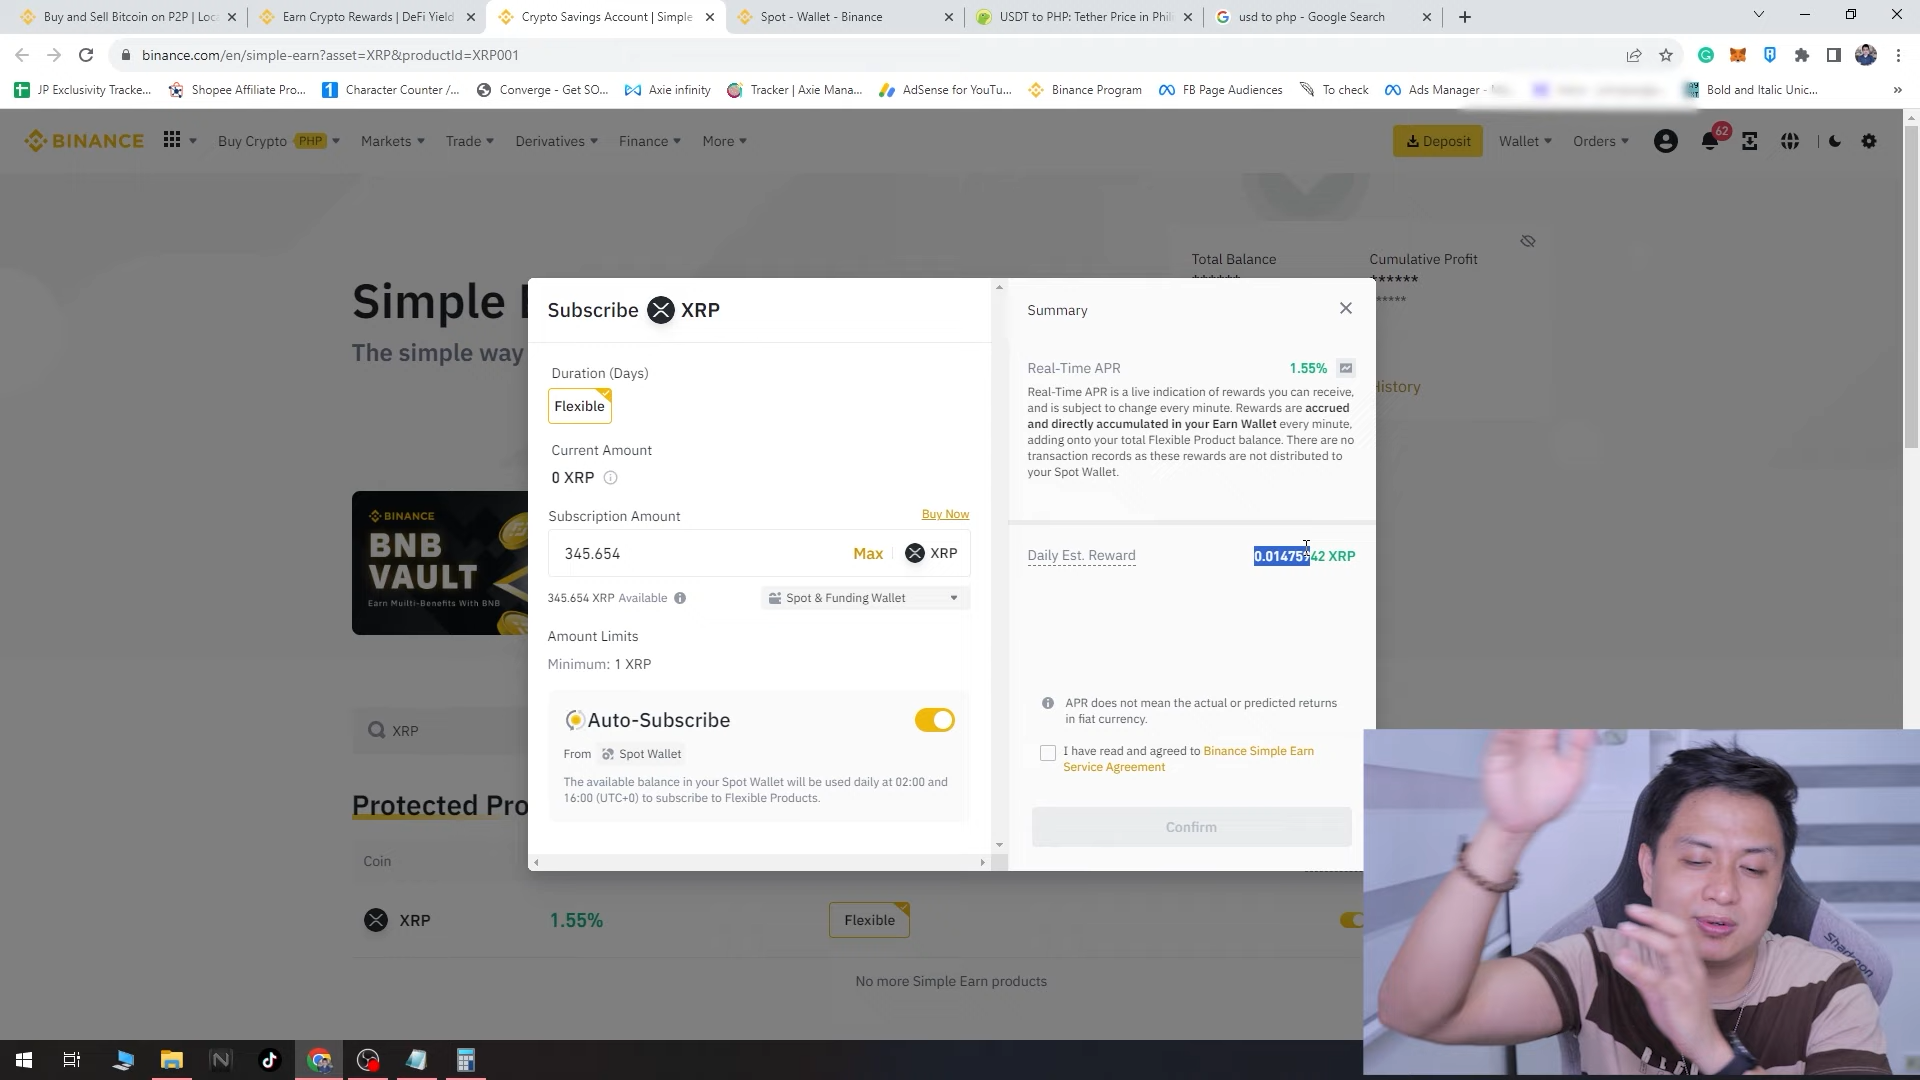 Buy and Sell Bitcoin on P2P | Loc
Earn Crypto Rewards | DeFi Yield
Crypto Savings Account | Simple
Spot - Wallet - Binance
USDT to PHP: Tether Price in Phil
usd to php - Google Search
binance.com/en/simple-earn?asset=XRP&productId=XRP001
JP Exclusivity Tracke...
Shopee Affiliate Pro...
Character Counter /...
Converge - Get SO...
Axie infinity
Tracker | Axie Mana...
AdSense for YouTu...
Binance Program
FB Page Audiences
To check
Ads Manager -
Bold and Italic Unic...
BINANCE
Buy Crypto PHP
Markets
Trade
Derivatives
Finance
More
Deposit
Wallet
Orders
62
Total Balance
Cumulative Profit
******
******
*****
Simple
The simple way
History
BINANCE
BNB
VAULT
Earn Multi-Benefits With BNB
Subscribe XRP
Duration (Days)
Flexible
Current Amount
0 XRP
Subscription Amount
Buy Now
345.654
Max
XRP
345.654 XRP Available
Spot & Funding Wallet
Amount Limits
Minimum: 1 XRP
Auto-Subscribe
From Spot Wallet
The available balance in your Spot Wallet will be used daily at 02:00 and
16:00 (UTC+0) to subscribe to Flexible Products.
Summary
Real-Time APR
1.55%
Real-Time APR is a live indication of rewards you can receive,
and is subject to change every minute. Rewards are accrued
and directly accumulated in your Earn Wallet every minute,
adding onto your total Flexible Product balance. There are no
transaction records as these rewards are not distributed to
your Spot Wallet.
Daily Est. Reward
XRP
APR does not mean the actual or predicted returns
in fiat currency.
I have read and agreed to Binance Simple Earn
Service Agreement
Confirm
XRP
Protected Pro
Coin
XRP
1.55%
Flexible
No more Simple Earn products